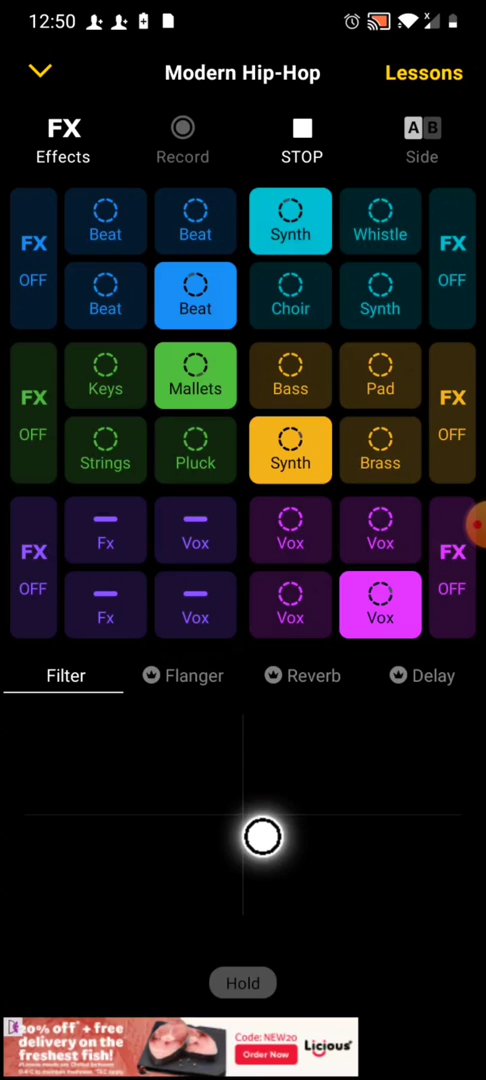 12:50
Modern Hip-Hop
Lessons
FX
Effects
Record
STOP
A B
Side
FX
OFF
Beat
Beat
Synth
Whistle
FX
OFF
Beat
Beat
Choir
Synth
FX
OFF
Keys
Mallets
Bass
Pad
FX
OFF
Strings
Pluck
Synth
Brass
FX
OFF
Fx
Vox
Vox
Vox
FX
OFF
Fx
Vox
Vox
Vox
Filter
Flanger
Reverb
Delay
Hold
20% off* + free
delivery on the
freshest fish!
Code: NEW20
Order Now
Licious